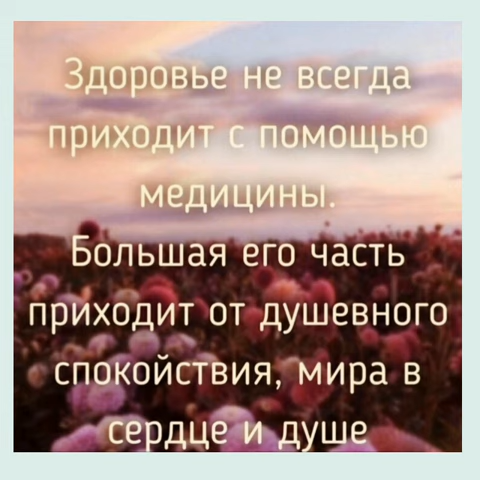 Здоровье не всегда
приходит с помощью
медицины.
Большая его часть
приходит от душевного
спокойствия, мира в
сердце и душе